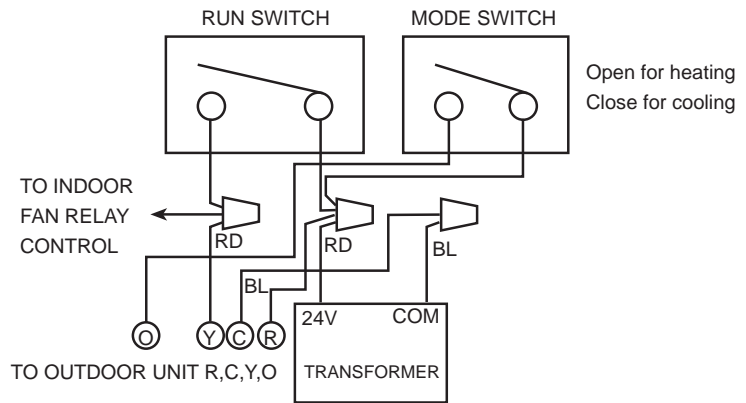 RUN SWITCH
MODE SWITCH
Open for heating
Close for cooling
TO INDOOR
FAN RELAY
CONTROL
RD
RD
BL
BL
24V
COM
O
Y
C
R
TO OUTDOOR UNIT R,C,Y,O
TRANSFORMER